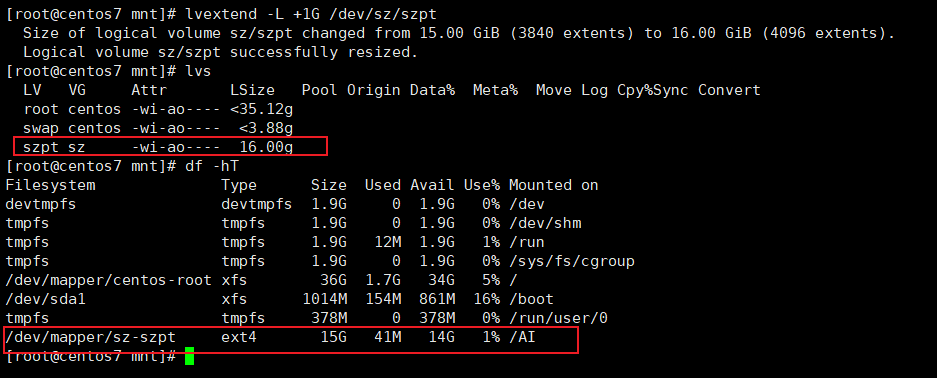 [root@centos7 mnt]# lvextend -L +1G /dev/sz/szpt
  Size of logical volume sz/szpt changed from 15.00 GiB (3840 extents) to 16.00 GiB (4096 extents).
  Logical volume sz/szpt successfully resized.
[root@centos7 mnt]# lvs
  LV   VG     Attr       LSize   Pool Origin Data%  Meta%  Move Log Cpy%Sync Convert
  root centos -wi-ao---- <35.12g
  swap centos -wi-ao----  <3.88g
  szpt sz     -wi-ao----  16.00g
[root@centos7 mnt]# df -hT
Filesystem              Type      Size  Used Avail Use% Mounted on
devtmpfs                devtmpfs  1.9G     0  1.9G   0% /dev
tmpfs                   tmpfs     1.9G     0  1.9G   0% /dev/shm
tmpfs                   tmpfs     1.9G   12M  1.9G   1% /run
tmpfs                   tmpfs     1.9G     0  1.9G   0% /sys/fs/cgroup
/dev/mapper/centos-root xfs        36G  1.7G   34G   5% /
/dev/sda1               xfs      1014M  154M  861M  16% /boot
tmpfs                   tmpfs     378M     0  378M   0% /run/user/0
/dev/mapper/sz-szpt     ext4       15G   41M   14G   1% /AI
[root@centos7 mnt]#